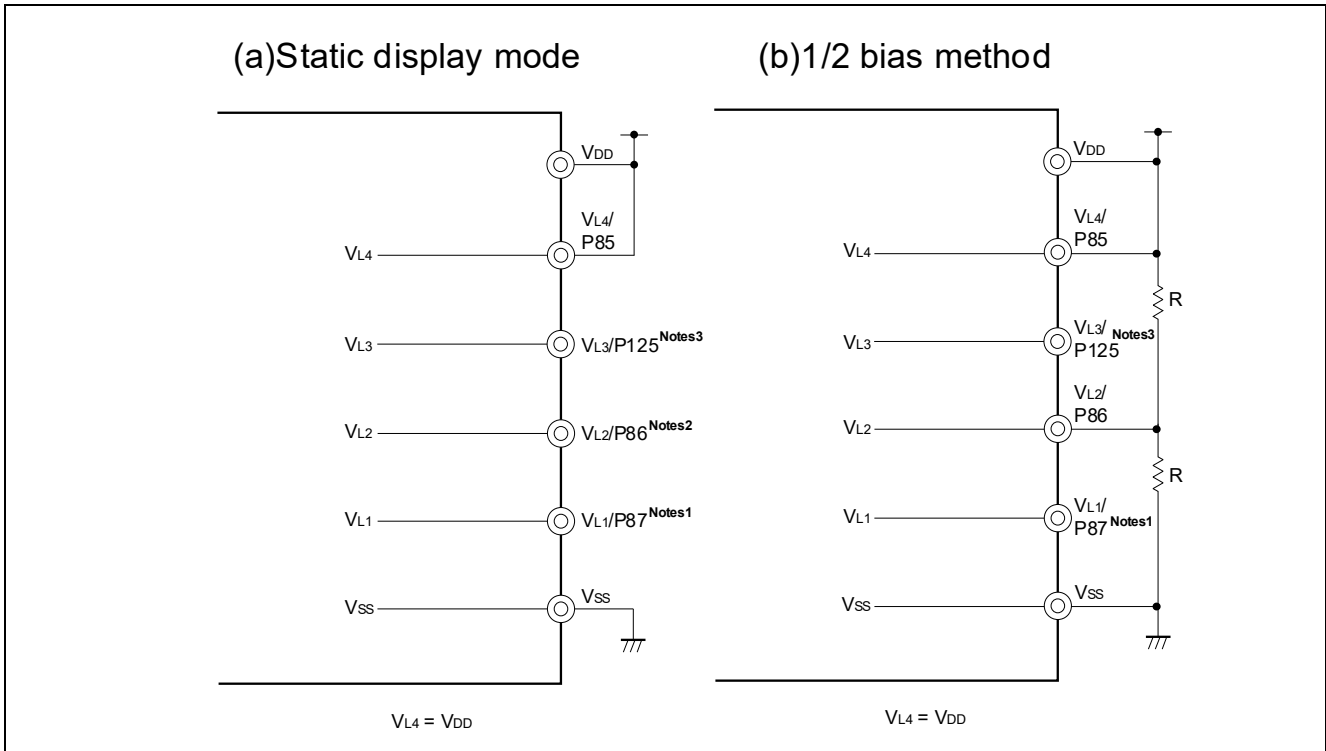 (a)Static display mode
VDD
VL4/
P85
VL4
VL3
VL3/P125Notes3
VL2
VL2/P86Notes2
VL1
VL1/P87Notes1
VSS
VSS
VL4 = VDD
(b)1/2 bias method
VDD
VL4/
P85
VL4
R
VL3/
P125Notes3
VL3
VL2/
P86
VL2
R
VL1/
P87Notes1
VL1
VSS
VSS
VL4 = VDD